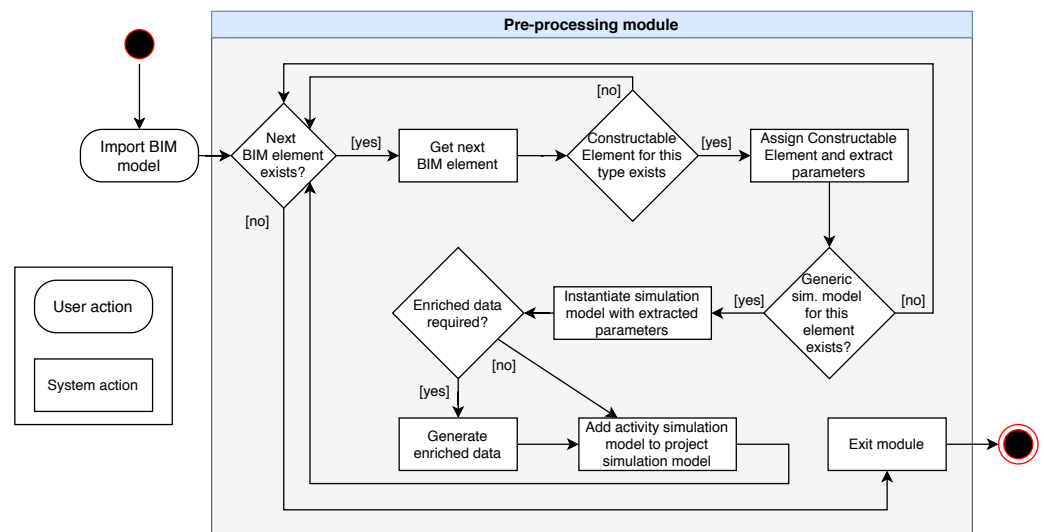 Pre-processing module
Import BIM
model
Next
BIM element
exists?
[yes]
[no]
Get next
BIM element
Constructable
Element for this
type exists
[no]
[yes]
Assign Constructable
Element and extract
parameters
Generic
sim. model
for this
element
exists?
[no]
[yes]
Instantiate simulation
model with extracted
parameters
Enriched data
required?
[no]
[yes]
Generate
enriched data
Add activity simulation
model to project
simulation model
Exit module
User action
System action